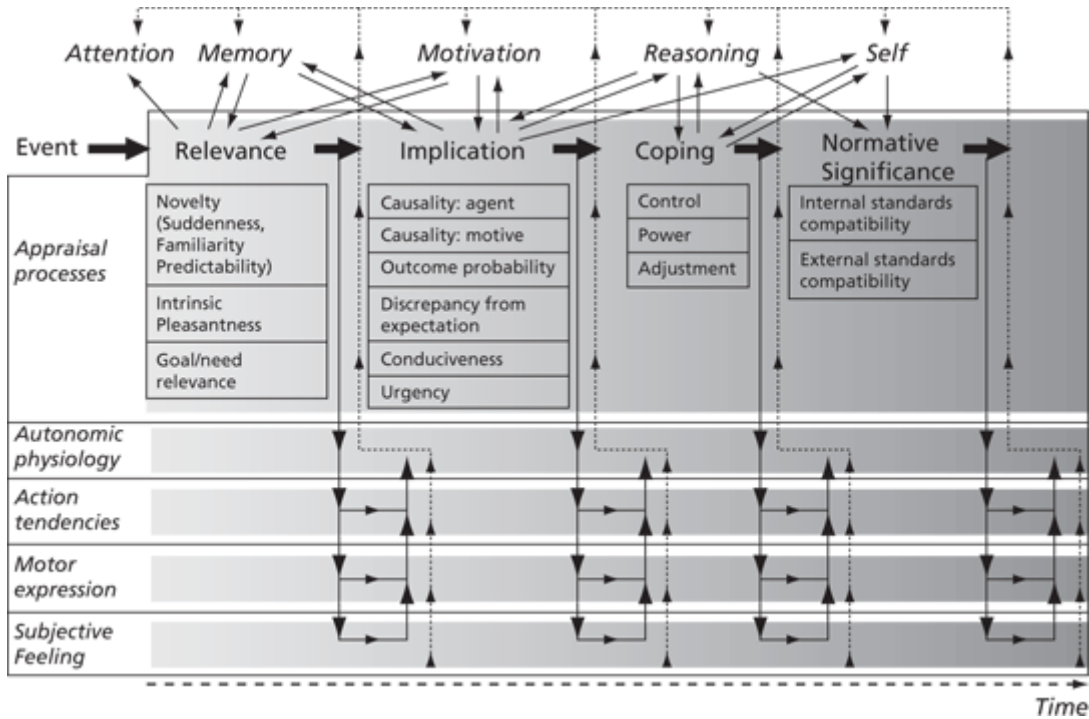 Attention Memory Motivation Reasoning Self
Event Relevance Implication Coping Normative
Significance
Appraisal
processes
Novelty
(Suddenness,
Familiarity
Predictability)
Intrinsic
Pleasantness
Goal/need
relevance
Causality: agent
Causality: motive
Outcome probability
Discrepancy from
expectation
Conduciveness
Urgency
Control
Power
Adjustment
Internal standards
compatibility
External standards
compatibility
Autonomic
physiology
Action
tendencies
Motor
expression
Subjective
Feeling
Time